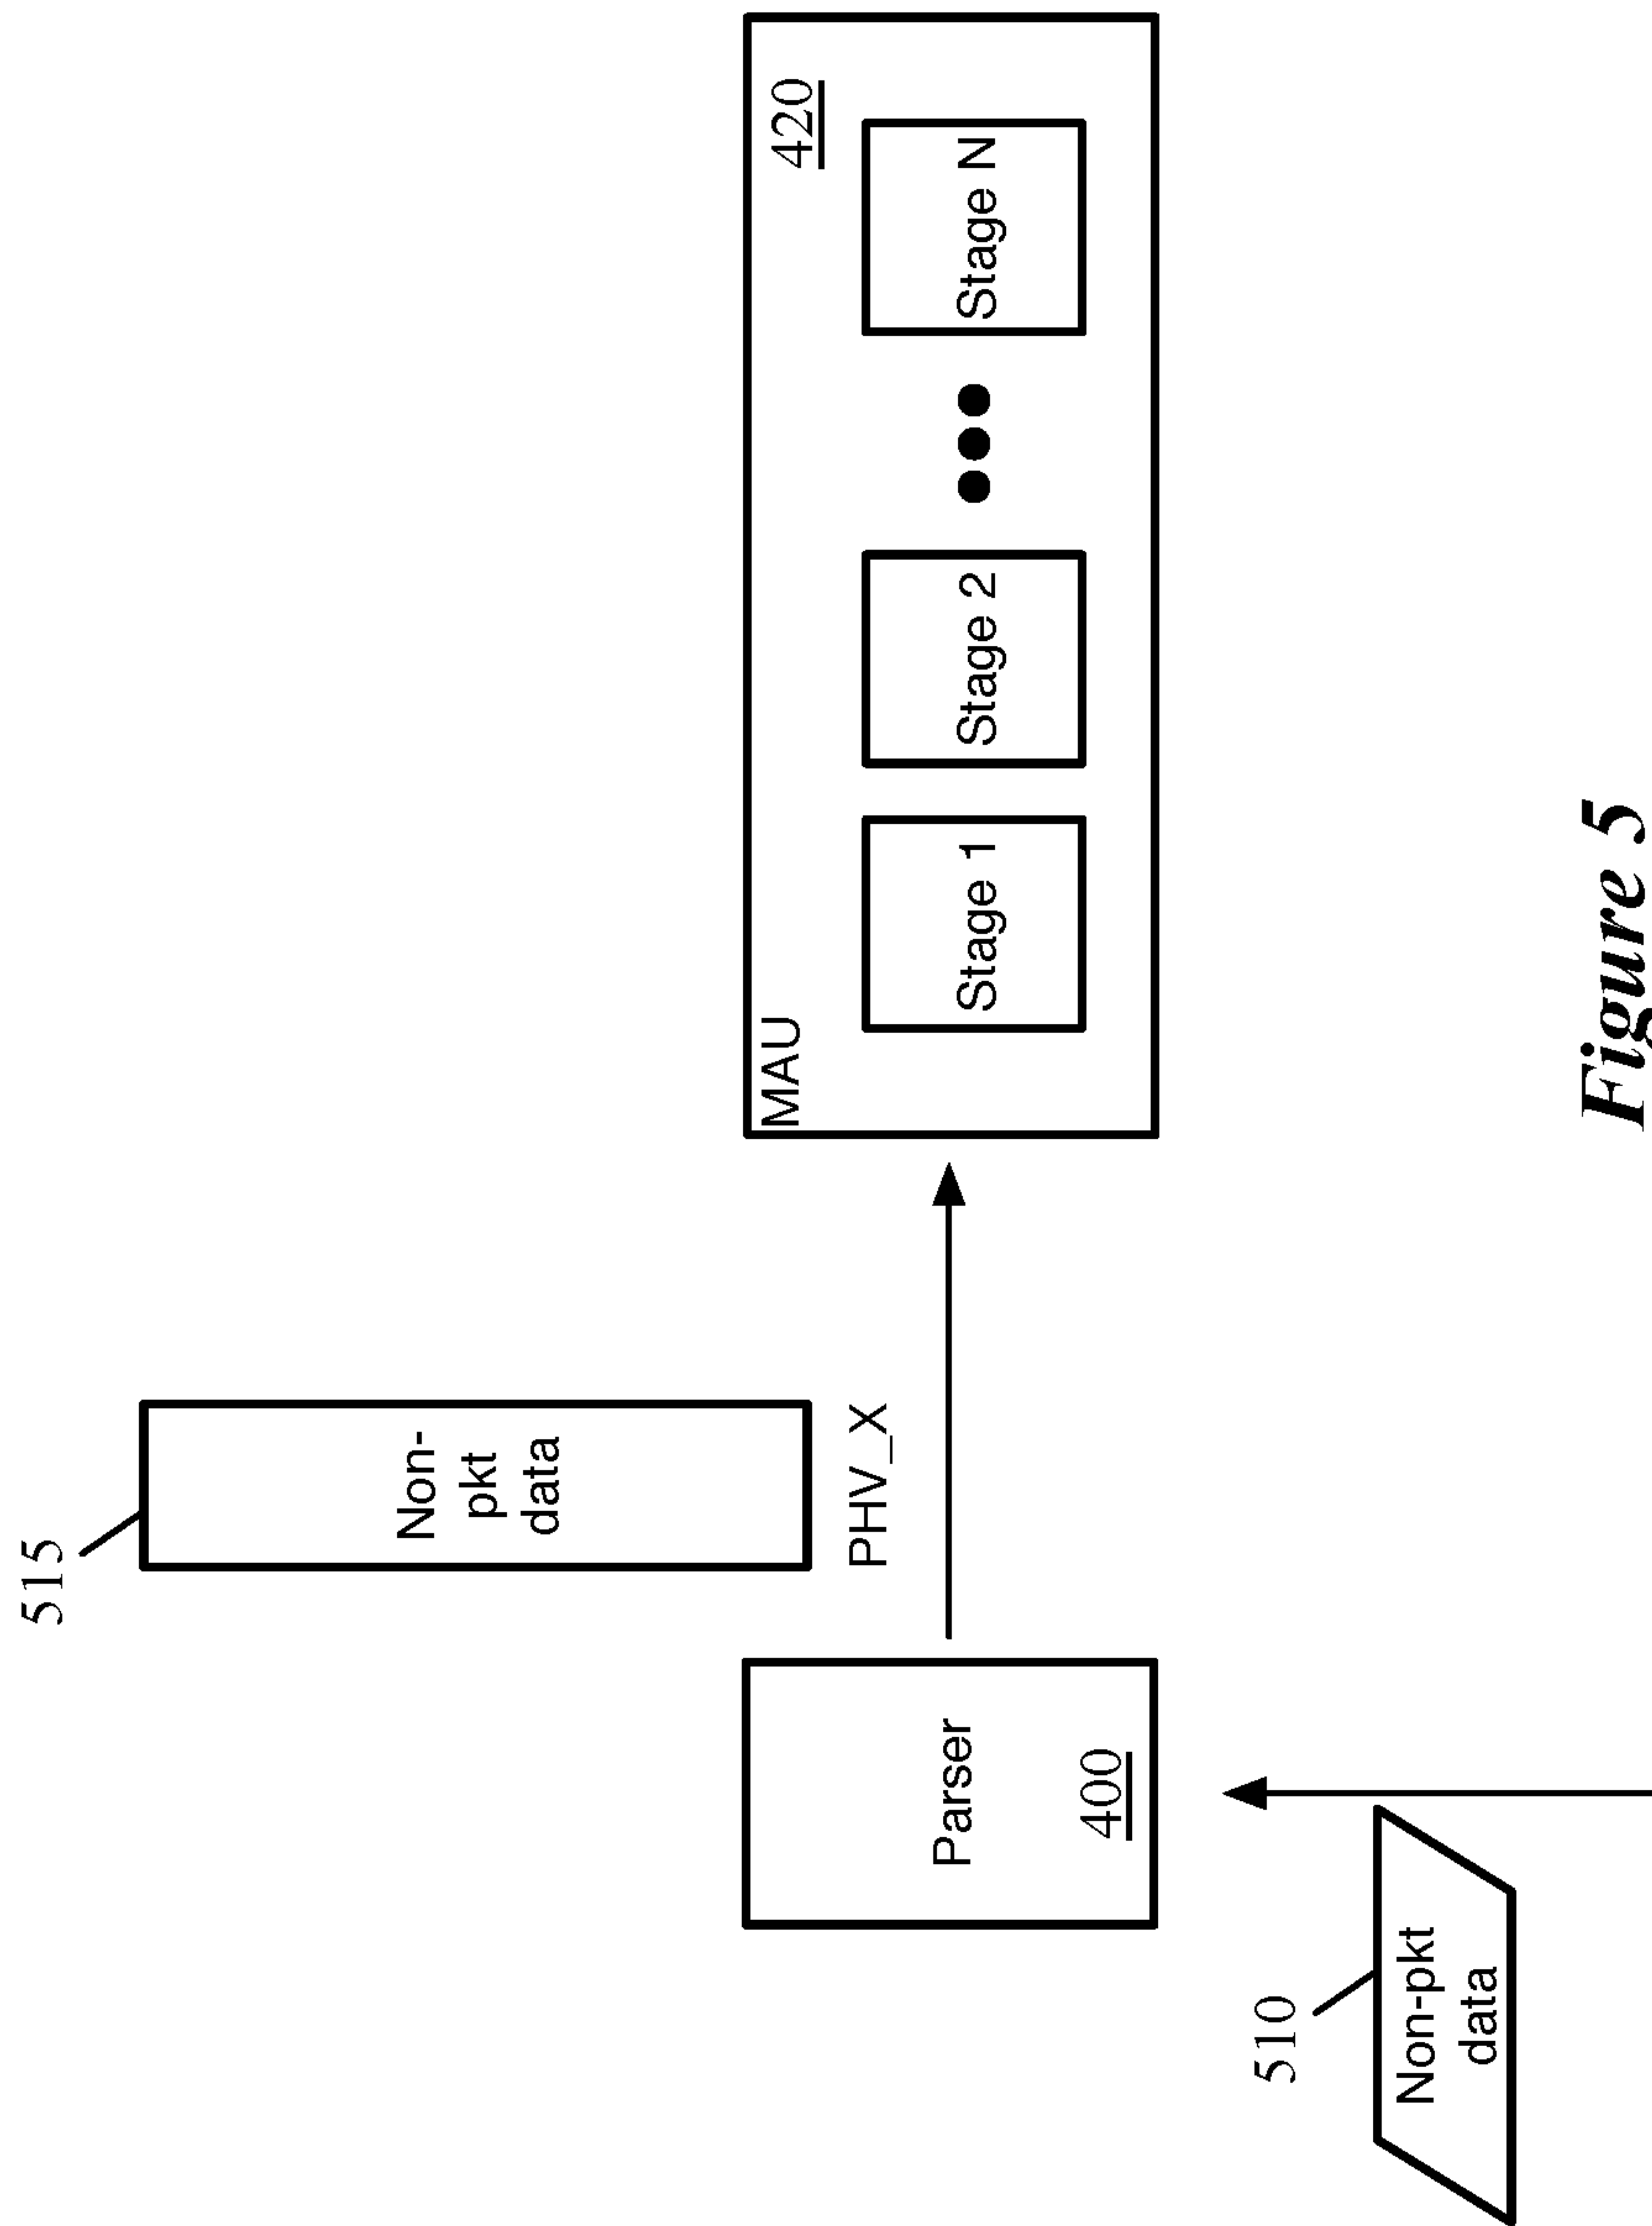 515
Non-
pkt
data
PHV_X
MAU
420
Stage 1
Stage 2
Stage N
Parser
400
510
Non-pkt
data
Figure 5